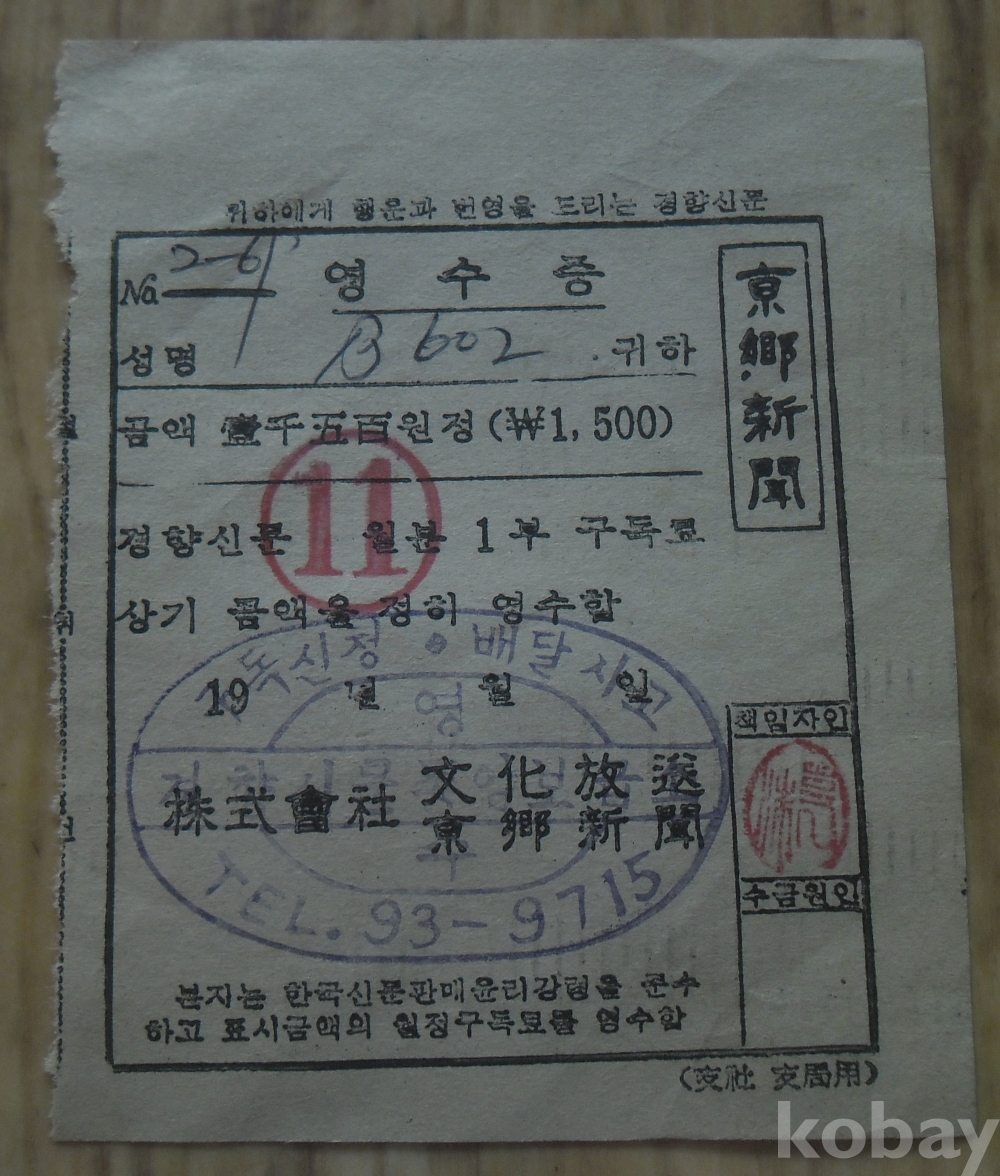 귀하에게 행운과 번영을 드리는 경향신문
京郷新聞
영 수 증
№ 2-6
성명 B 602 귀하
금액 壹千五百원정(₩1,500)
경향신문 11 월분 1부 구독료
상기 금액을 정히 영수함
19 년 월 일
구독신청 • 배달사고
영
株式會社 文化放送
京郷新聞
TEL. 93-9715
책임자인
수금원인
본지는 한국신문판매윤리강령을 준수
하고 표시금액의 월정구독료를 영수함
(支社 支局用)
kobay